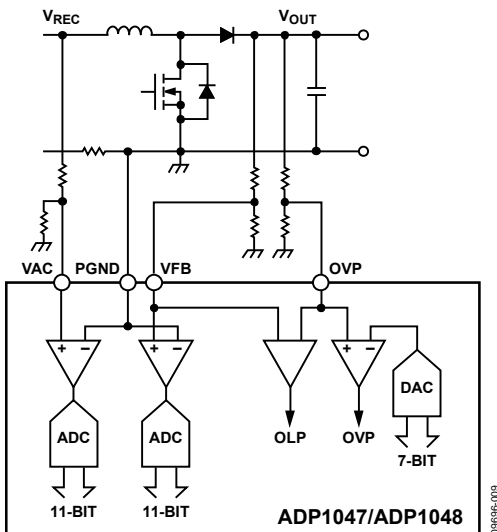 VREC VOUT
VAC PGND VFB OVP
+ − + − + −
ADC ADC OLP OVP DAC
7-BIT
11-BIT 11-BIT
ADP1047/ADP1048
09696-009